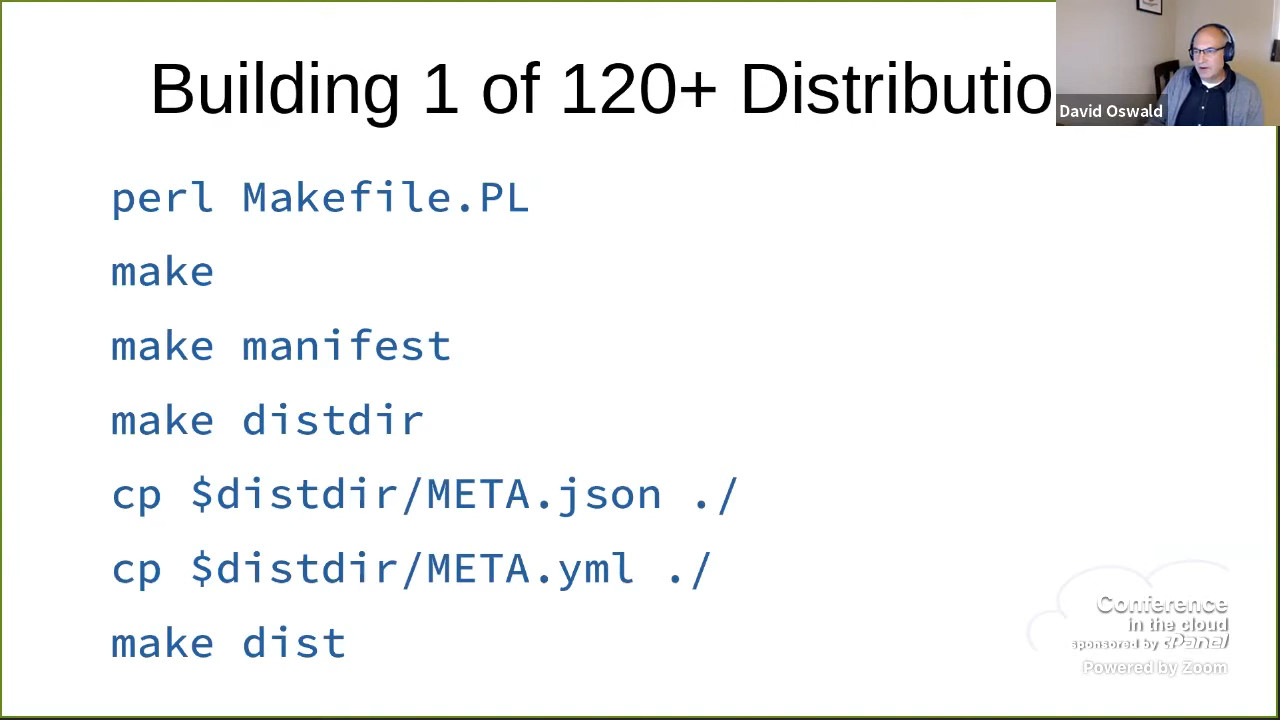 Building 1 of 120+ Distributio
David Oswald
perl Makefile.PL
make
make manifest
make distdir
cp $distdir/META.json ./
cp $distdir/META.yml ./
make dist
Conference
in the cloud
sponsored by cPanel
Powered by Zoom